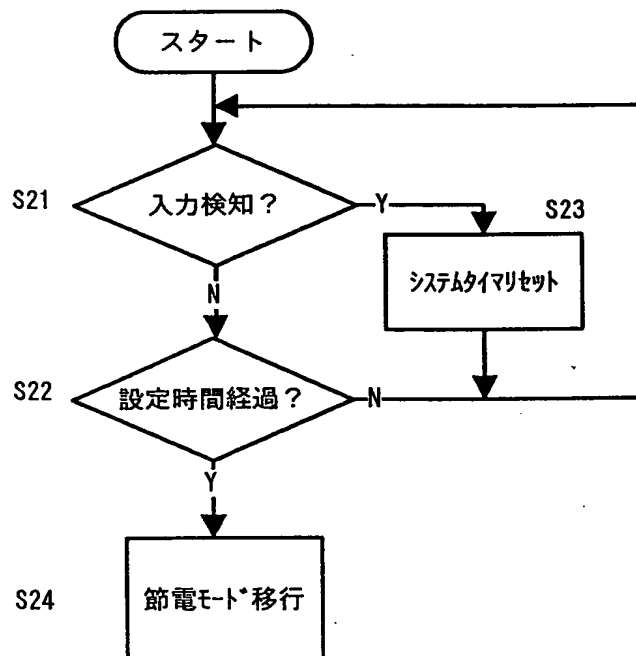 スタート
S21
入力検知?
Y
S23
システムタイマリセット
N
S22
設定時間経過?
N
Y
S24
節電モード移行